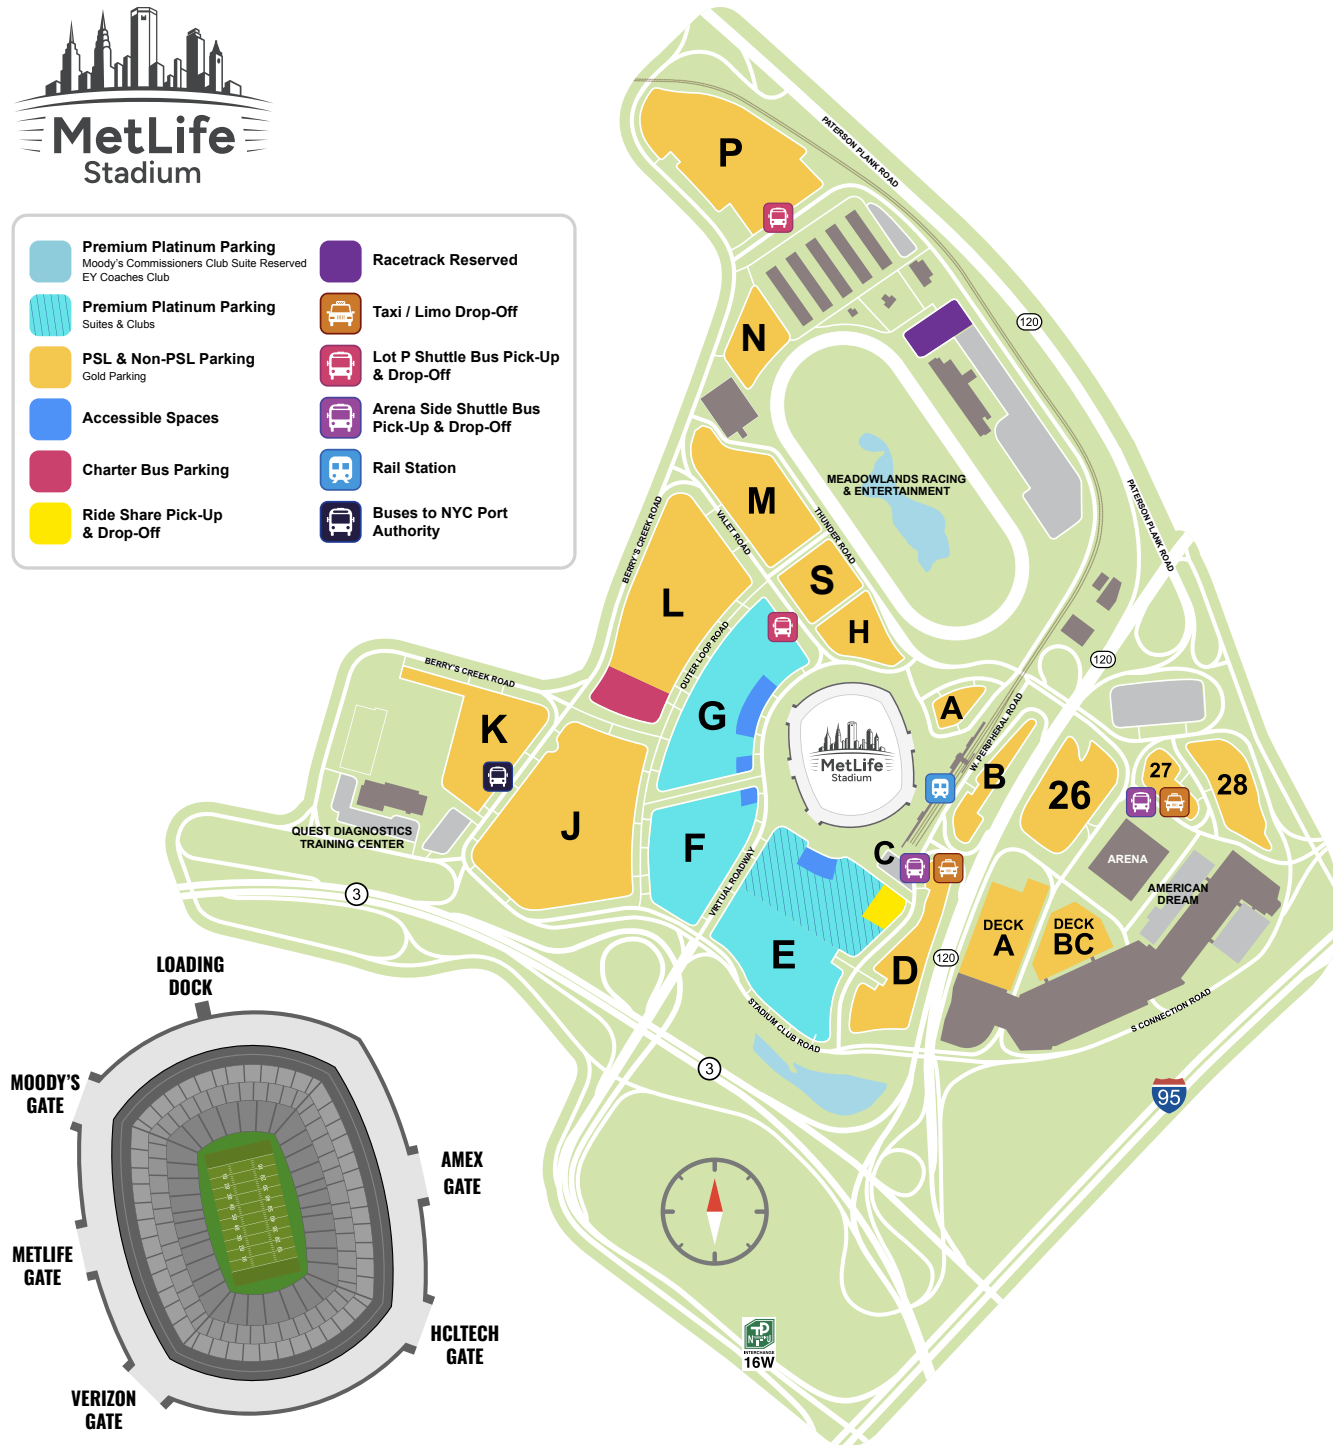 MetLife
Stadium
Premium Platinum Parking
Moody's Commissioners Club Suite Reserved
EY Coaches Club
Premium Platinum Parking
Suites & Clubs
PSL & Non-PSL Parking
Gold Parking
Accessible Spaces
Charter Bus Parking
Ride Share Pick-Up
& Drop-Off
Racetrack Reserved
Taxi / Limo Drop-Off
Lot P Shuttle Bus Pick-Up
& Drop-Off
Arena Side Shuttle Bus
Pick-Up & Drop-Off
Rail Station
Buses to NYC Port
Authority
P
PATERSON PLANK ROAD
120
N
MEADOWLANDS RACING
& ENTERTAINMENT
M
VALET ROAD
THUNDER ROAD
PATERSON PLANK ROAD
BERRY'S CREEK ROAD
S
L
H
OUTER LOOP ROAD
120
BERRY'S CREEK ROAD
G
A
K
W. PERIPHERAL ROAD
MetLife
Stadium
B
26
27
28
J
QUEST DIAGNOSTICS
TRAINING CENTER
F
C
VIRTUAL ROADWAY
ARENA
AMERICAN
DREAM
3
DECK
A
DECK
BC
E
D
120
STADIUM CLUB ROAD
S CONNECTION ROAD
3
95
LOADING
DOCK
MOODY'S
GATE
AMEX
GATE
METLIFE
GATE
HCLTECH
GATE
VERIZON
GATE
INTERCHANGE
16W